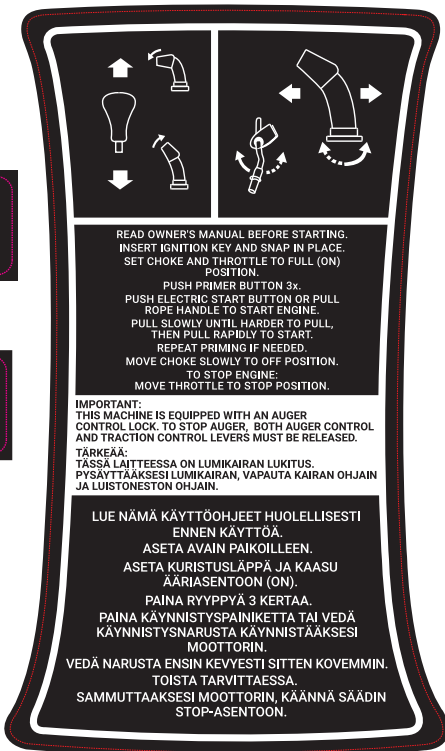 READ OWNER'S MANUAL BEFORE STARTING.
INSERT IGNITION KEY AND SNAP IN PLACE.
SET CHOKE AND THROTTLE TO FULL (ON)
POSITION.
PUSH PRIMER BUTTON 3x.
PUSH ELECTRIC START BUTTON OR PULL
ROPE HANDLE TO START ENGINE.
PULL SLOWLY UNTIL HARDER TO PULL,
THEN PULL RAPIDLY TO START.
REPEAT PRIMING IF NEEDED.
MOVE CHOKE SLOWLY TO OFF POSITION.
TO STOP ENGINE:
MOVE THROTTLE TO STOP POSITION.
IMPORTANT:
THIS MACHINE IS EQUIPPED WITH AN AUGER
CONTROL LOCK. TO STOP AUGER, BOTH AUGER CONTROL
AND TRACTION CONTROL LEVERS MUST BE RELEASED.
TÄRKEÄÄ:
TÄSSÄ LAITTEESSA ON LUMIKAIRAN LUKITUS.
PYSÄYTTÄÄKSESI LUMIKAIRAN, VAPAUTA KAIRAN OHJAIN
JA LUISTONESTON OHJAIN.
LUE NÄMÄ KÄYTTÖOHJEET HUOLELLISESTI
ENNEN KÄYTTÖÄ.
ASETA AVAIN PAIKOILLEEN.
ASETA KURISTUSLÄPPÄ JA KAASU
ÄÄRIASENTOON (ON).
PAINA RYYPPYÄ 3 KERTAA.
PAINA KÄYNNISTYSPAINIKETTA TAI VEDÄ
KÄYNNISTYSNARUSTA KÄYNNISTÄÄKSESI
MOOTTORIN.
VEDÄ NARUSTA ENSIN KEVYESTI SITTEN KOVEMMIN.
TOISTA TARVITTAESSA.
SAMMUTTAAKSESI MOOTTORIN, KÄÄNNÄ SÄÄDIN
STOP-ASENTOON.